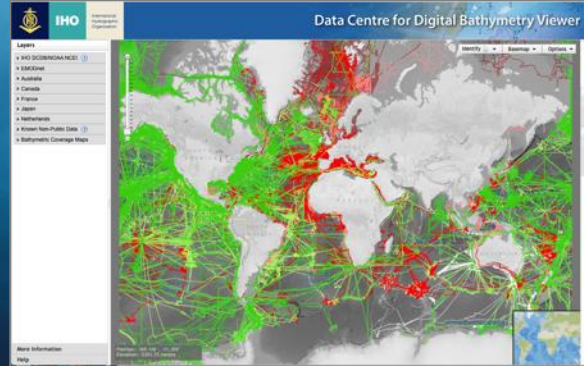 IHO
International
Hydrographic
Organization
Data Centre for Digital Bathymetry Viewer
Layers
IHO DCDB/NOAA NCEI
EMODnet
Australia
Canada
France
Japan
Netherlands
Known Non-Public Data
Bathymetric Coverage Maps
Identify
Basemap
Options
More Information
Help